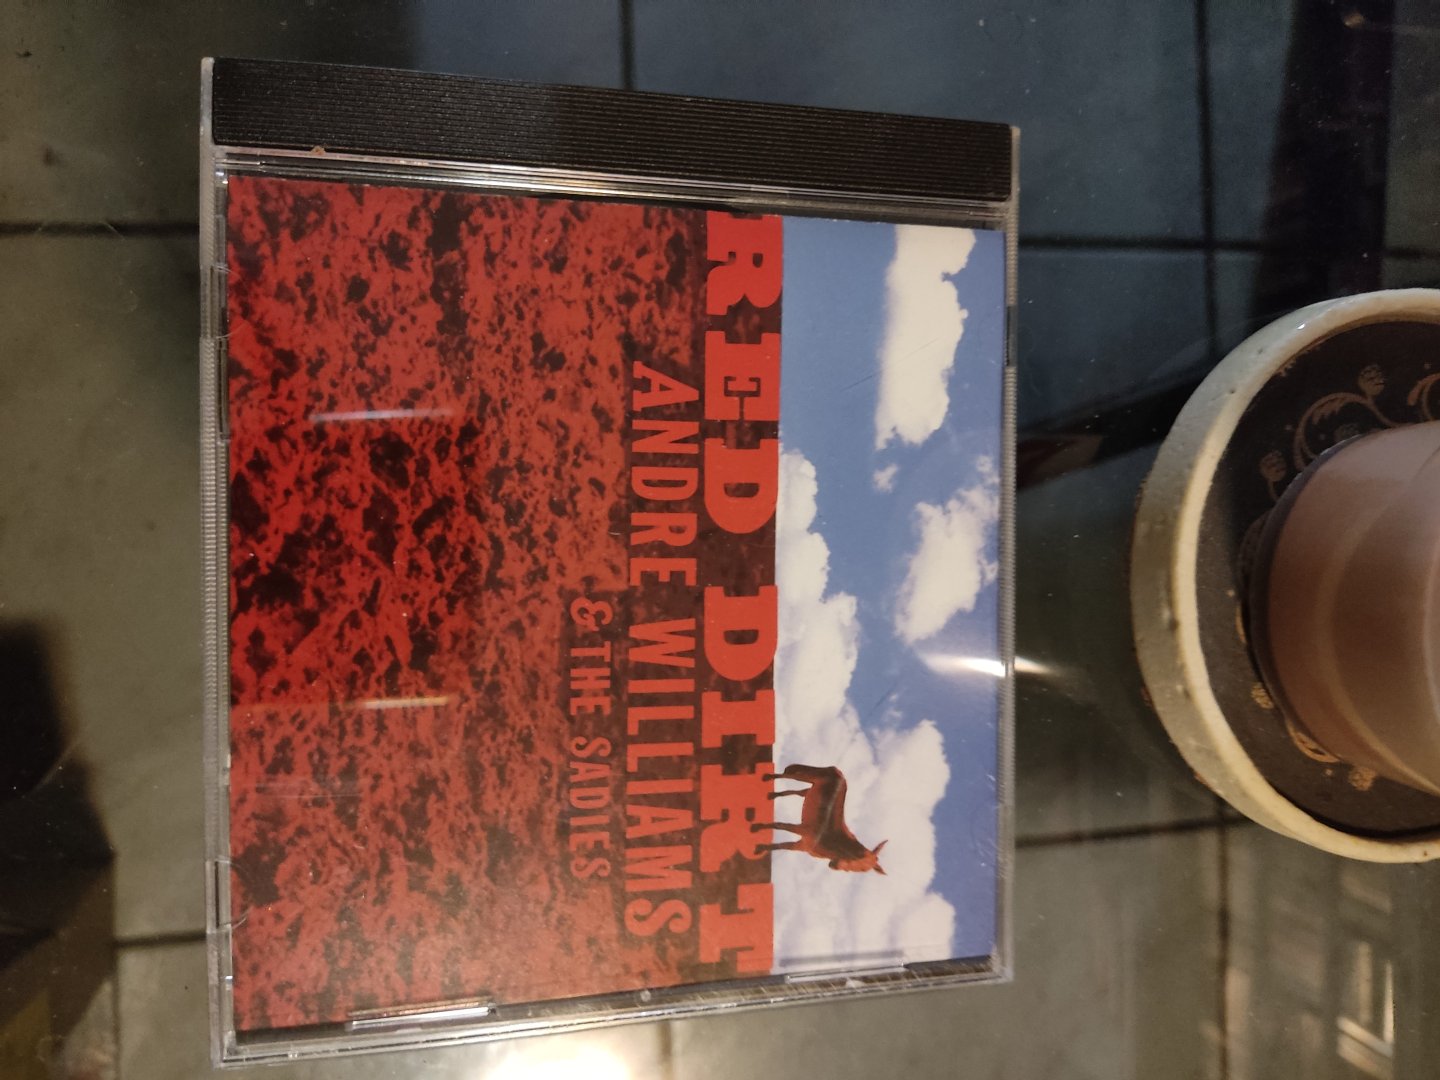 RED DIRT
ANDRE WILLIAMS
& THE SADIES